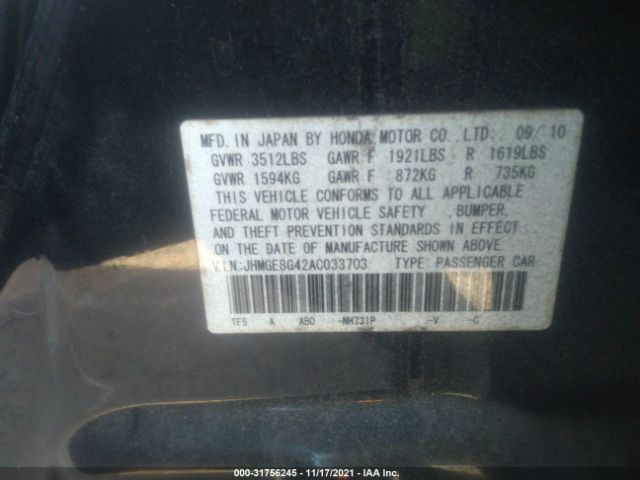 MFD. IN JAPAN BY HONDA MOTOR CO., LTD. 09/10
GVWR 3512LBS GAWR F 1921LBS R 1619LBS
GVWR 1594KG GAWR F 872KG R 735KG
THIS VEHICLE CONFORMS TO ALL APPLICABLE
FEDERAL MOTOR VEHICLE SAFETY, BUMPER,
AND THEFT PREVENTION STANDARDS IN EFFECT
ON THE DATE OF MANUFACTURE SHOWN ABOVE.
V.I.N:JHMGE8G42AC033703 TYPE: PASSENGER CAR
TF5 A AB0 -NH731P -V -C
000-31756245 - 11/17/2021 - IAA Inc.